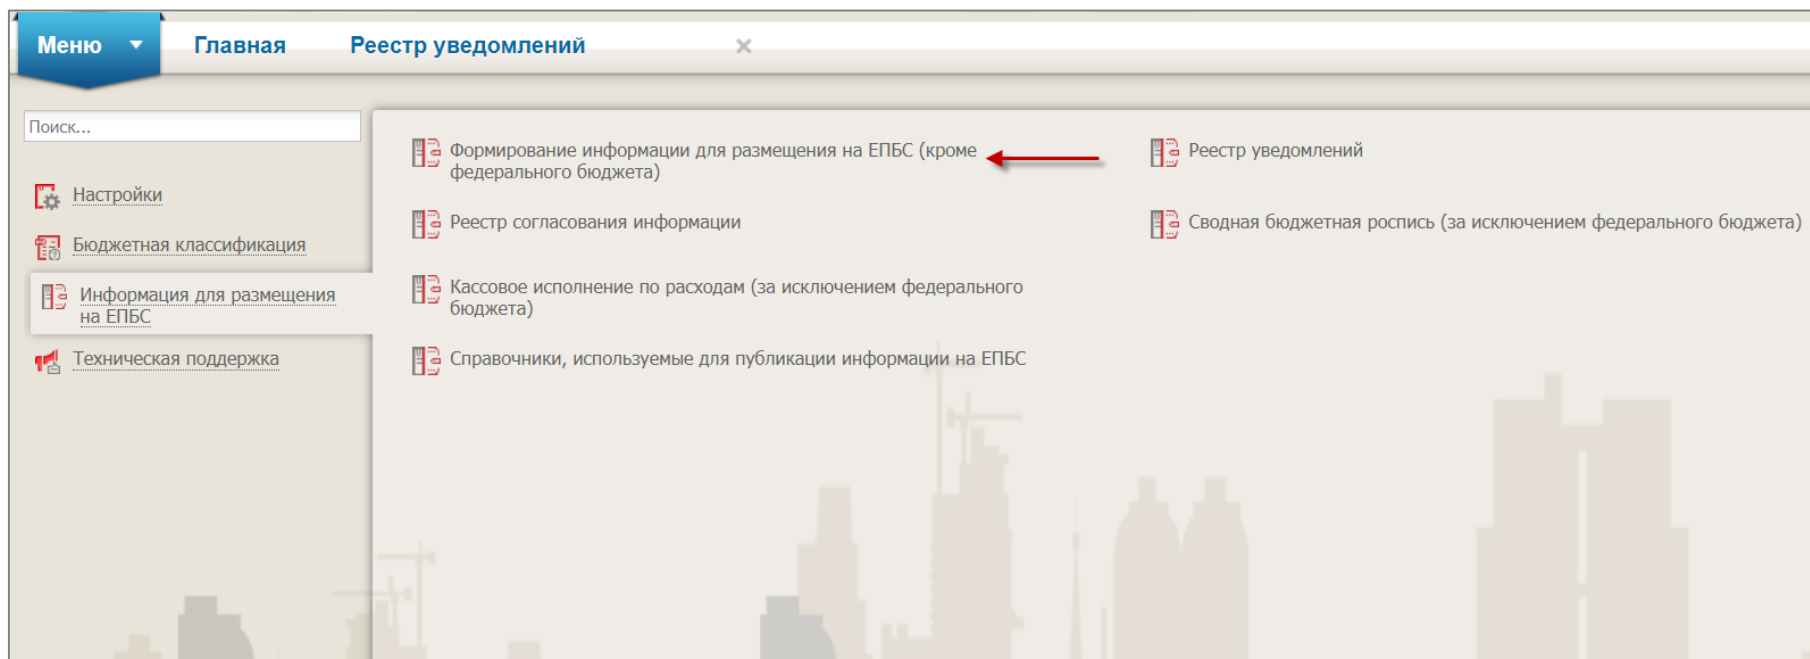 Меню
Главная
Реестр уведомлений
Поиск...
Настройки
Бюджетная классификация
Информация для размещения
на ЕПБС
Техническая поддержка
Формирование информации для размещения на ЕПБС (кроме
федерального бюджета)
Реестр уведомлений
Реестр согласования информации
Сводная бюджетная роспись (за исключением федерального бюджета)
Кассовое исполнение по расходам (за исключением федерального
бюджета)
Справочники, используемые для публикации информации на ЕПБС